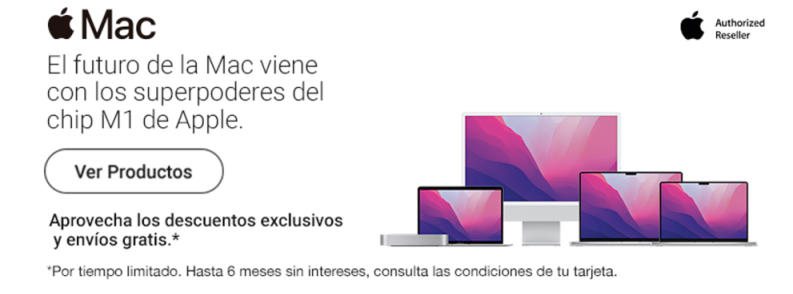 Mac
Authorized
Reseller
El futuro de la Mac viene
con los superpoderes del
chip M1 de Apple.
Ver Productos
Aprovecha los descuentos exclusivos
y envíos gratis.*
*Por tiempo limitado. Hasta 6 meses sin intereses, consulta las condiciones de tu tarjeta.